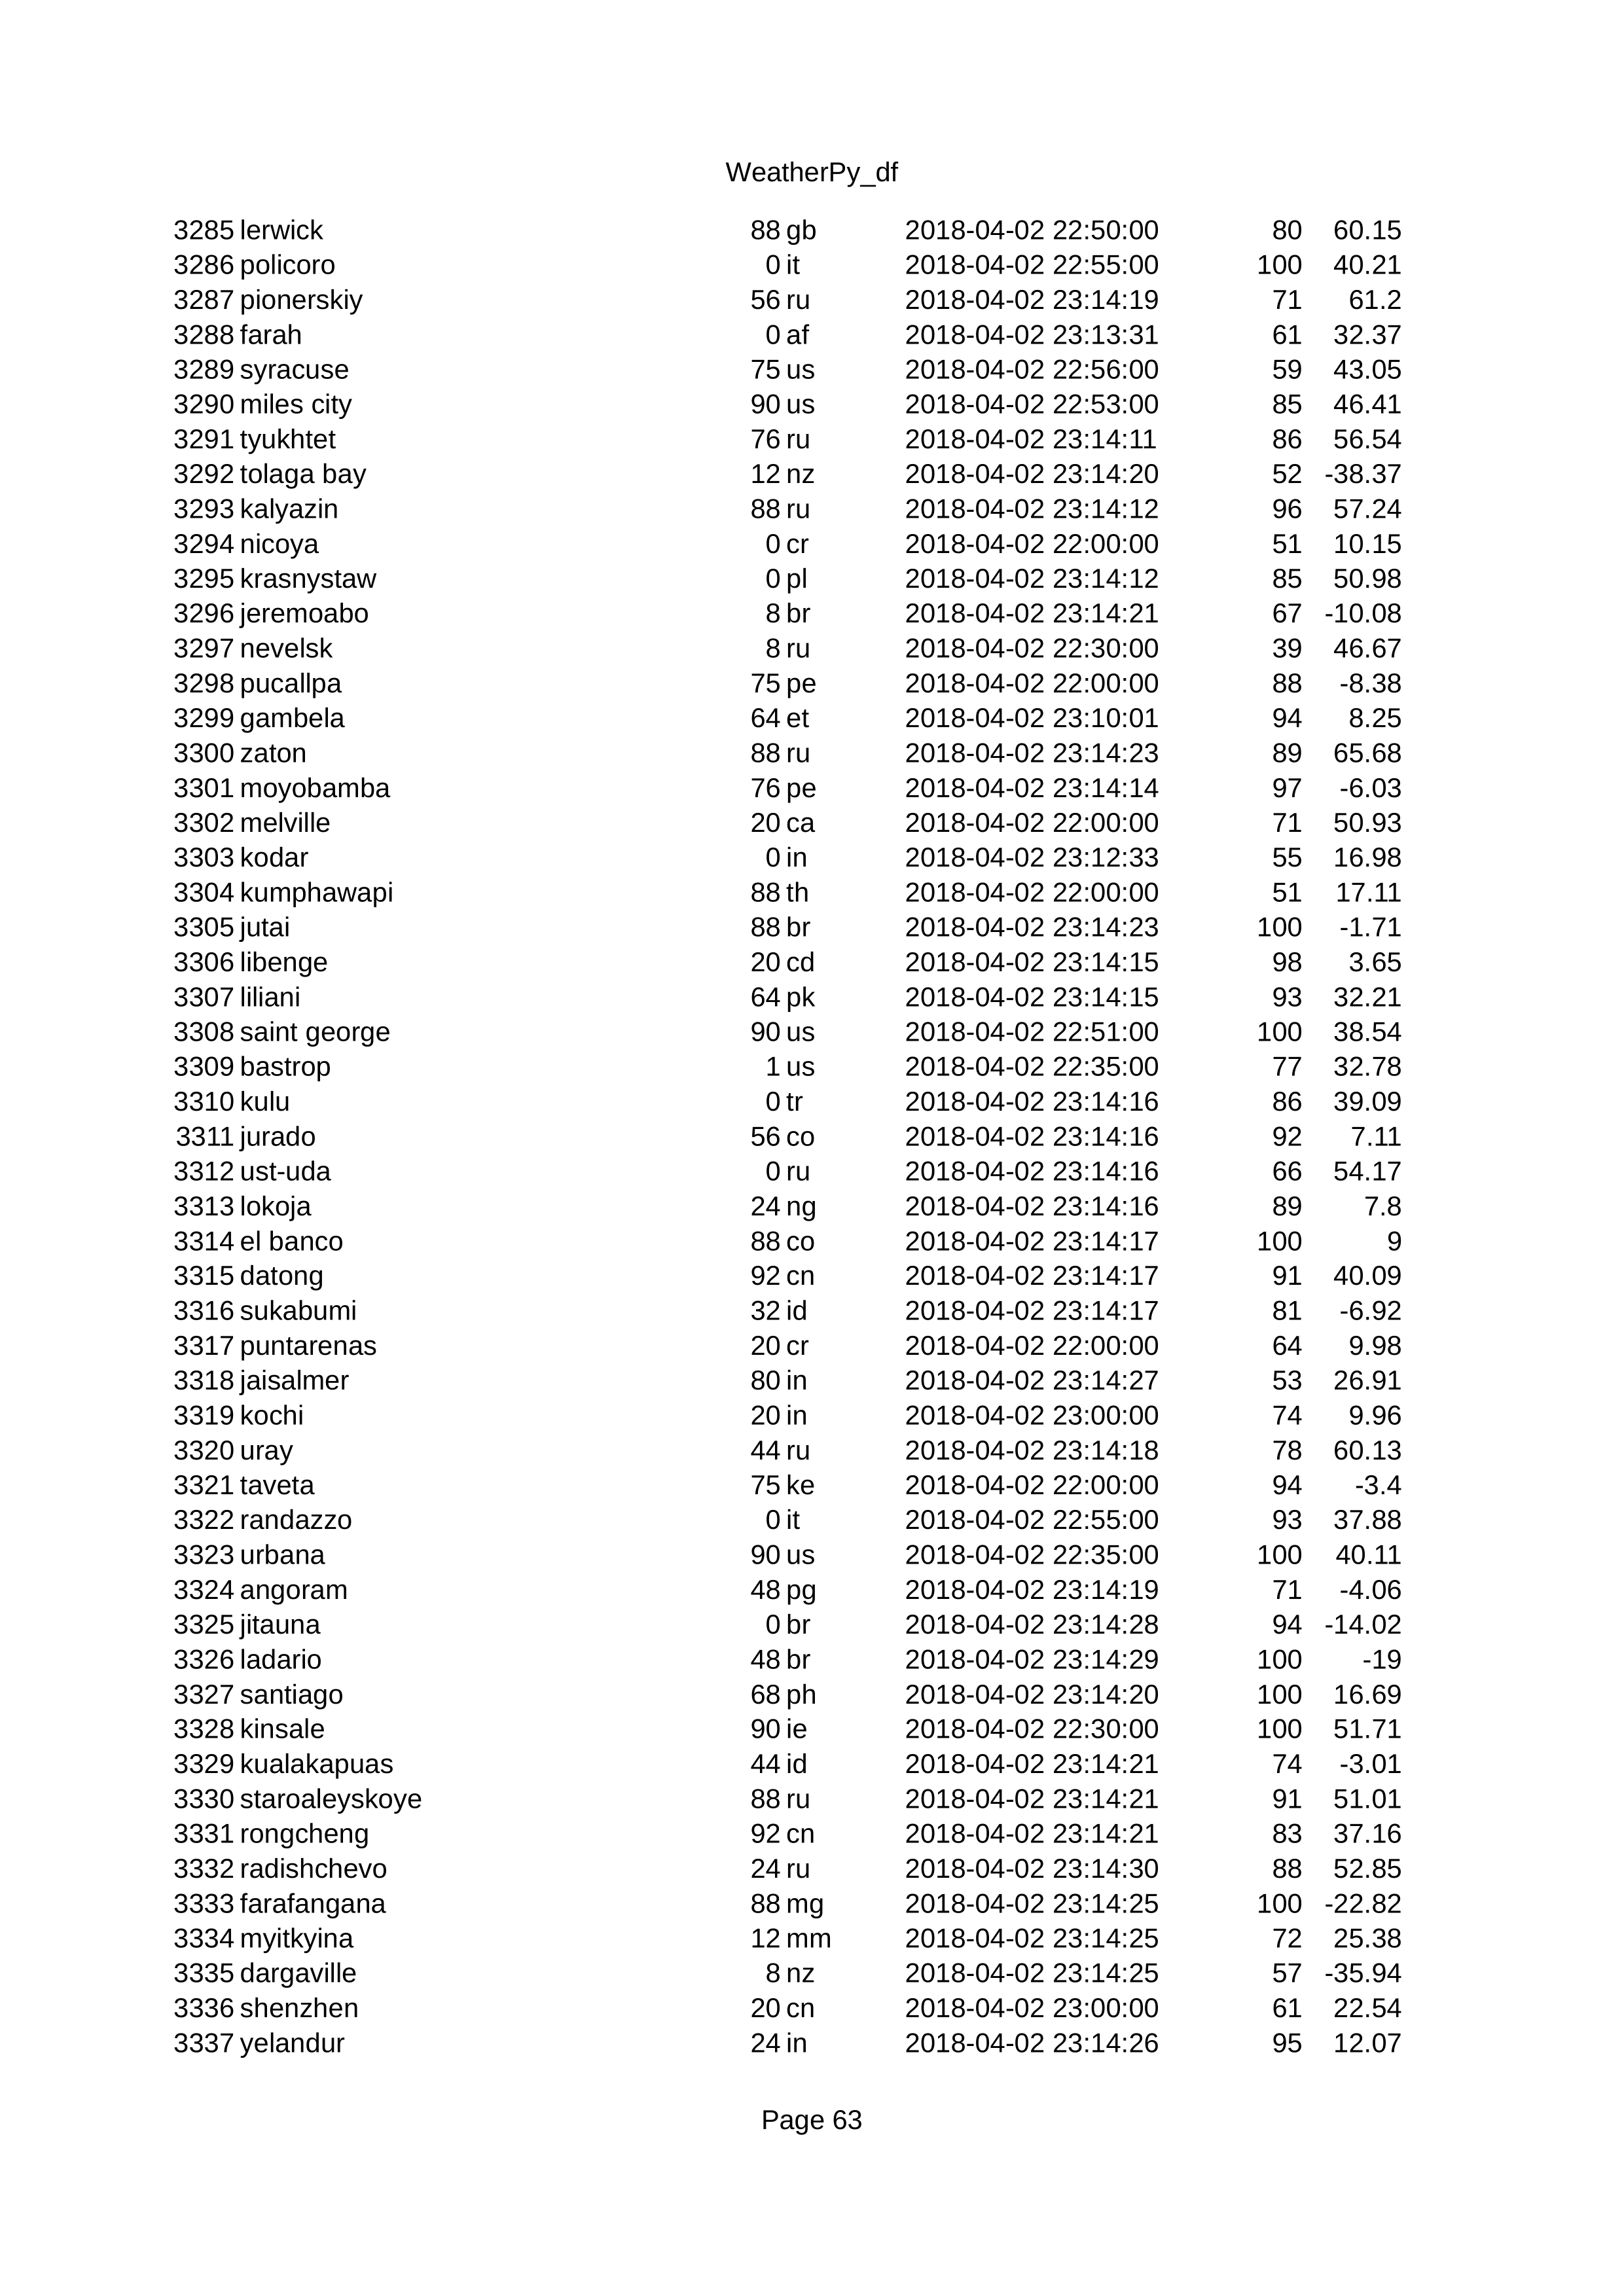 WeatherPy_df
3285 lerwick 88 gb 2018-04-02 22:50:00 80 60.15
3286 policoro 0 it 2018-04-02 22:55:00 100 40.21
3287 pionerskiy 56 ru 2018-04-02 23:14:19 71 61.2
3288 farah 0 af 2018-04-02 23:13:31 61 32.37
3289 syracuse 75 us 2018-04-02 22:56:00 59 43.05
3290 miles city 90 us 2018-04-02 22:53:00 85 46.41
3291 tyukhtet 76 ru 2018-04-02 23:14:11 86 56.54
3292 tolaga bay 12 nz 2018-04-02 23:14:20 52 -38.37
3293 kalyazin 88 ru 2018-04-02 23:14:12 96 57.24
3294 nicoya 0 cr 2018-04-02 22:00:00 51 10.15
3295 krasnystaw 0 pl 2018-04-02 23:14:12 85 50.98
3296 jeremoabo 8 br 2018-04-02 23:14:21 67 -10.08
3297 nevelsk 8 ru 2018-04-02 22:30:00 39 46.67
3298 pucallpa 75 pe 2018-04-02 22:00:00 88 -8.38
3299 gambela 64 et 2018-04-02 23:10:01 94 8.25
3300 zaton 88 ru 2018-04-02 23:14:23 89 65.68
3301 moyobamba 76 pe 2018-04-02 23:14:14 97 -6.03
3302 melville 20 ca 2018-04-02 22:00:00 71 50.93
3303 kodar 0 in 2018-04-02 23:12:33 55 16.98
3304 kumphawapi 88 th 2018-04-02 22:00:00 51 17.11
3305 jutai 88 br 2018-04-02 23:14:23 100 -1.71
3306 libenge 20 cd 2018-04-02 23:14:15 98 3.65
3307 liliani 64 pk 2018-04-02 23:14:15 93 32.21
3308 saint george 90 us 2018-04-02 22:51:00 100 38.54
3309 bastrop 1 us 2018-04-02 22:35:00 77 32.78
3310 kulu 0 tr 2018-04-02 23:14:16 86 39.09
3311 jurado 56 co 2018-04-02 23:14:16 92 7.11
3312 ust-uda 0 ru 2018-04-02 23:14:16 66 54.17
3313 lokoja 24 ng 2018-04-02 23:14:16 89 7.8
3314 el banco 88 co 2018-04-02 23:14:17 100 9
3315 datong 92 cn 2018-04-02 23:14:17 91 40.09
3316 sukabumi 32 id 2018-04-02 23:14:17 81 -6.92
3317 puntarenas 20 cr 2018-04-02 22:00:00 64 9.98
3318 jaisalmer 80 in 2018-04-02 23:14:27 53 26.91
3319 kochi 20 in 2018-04-02 23:00:00 74 9.96
3320 uray 44 ru 2018-04-02 23:14:18 78 60.13
3321 taveta 75 ke 2018-04-02 22:00:00 94 -3.4
3322 randazzo 0 it 2018-04-02 22:55:00 93 37.88
3323 urbana 90 us 2018-04-02 22:35:00 100 40.11
3324 angoram 48 pg 2018-04-02 23:14:19 71 -4.06
3325 jitauna 0 br 2018-04-02 23:14:28 94 -14.02
3326 ladario 48 br 2018-04-02 23:14:29 100 -19
3327 santiago 68 ph 2018-04-02 23:14:20 100 16.69
3328 kinsale 90 ie 2018-04-02 22:30:00 100 51.71
3329 kualakapuas 44 id 2018-04-02 23:14:21 74 -3.01
3330 staroaleyskoye 88 ru 2018-04-02 23:14:21 91 51.01
3331 rongcheng 92 cn 2018-04-02 23:14:21 83 37.16
3332 radishchevo 24 ru 2018-04-02 23:14:30 88 52.85
3333 farafangana 88 mg 2018-04-02 23:14:25 100 -22.82
3334 myitkyina 12 mm 2018-04-02 23:14:25 72 25.38
3335 dargaville 8 nz 2018-04-02 23:14:25 57 -35.94
3336 shenzhen 20 cn 2018-04-02 23:00:00 61 22.54
3337 yelandur 24 in 2018-04-02 23:14:26 95 12.07
Page 63